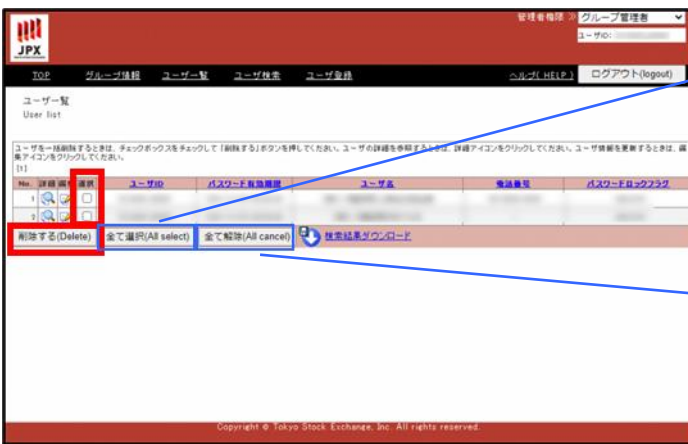 管理者権限 ≫ グループ管理者
ユーザID:
JPX
TOP グループ情報 ユーザ一覧 ユーザ検索 ユーザ登録 ヘルプ( HELP ) ログアウト(logout)
ユーザ一覧
User list
ユーザを一括削除するときは、チェックボックスをチェックして「削除する」ボタンを押してください。ユーザの詳細を参照するときは、詳細アイコンをクリックしてください。ユーザ情報を更新するときは、編
集アイコンをクリックしてください。
[1]
No. 詳細 編集 選択 ユーザID パスワード有効期限 ユーザ名 電話番号 パスワードロックフラグ
1
2
削除する(Delete) 全て選択(All select) 全て解除(All cancel) 検索結果ダウンロード
Copyright © Tokyo Stock Exchange, Inc. All rights reserved.